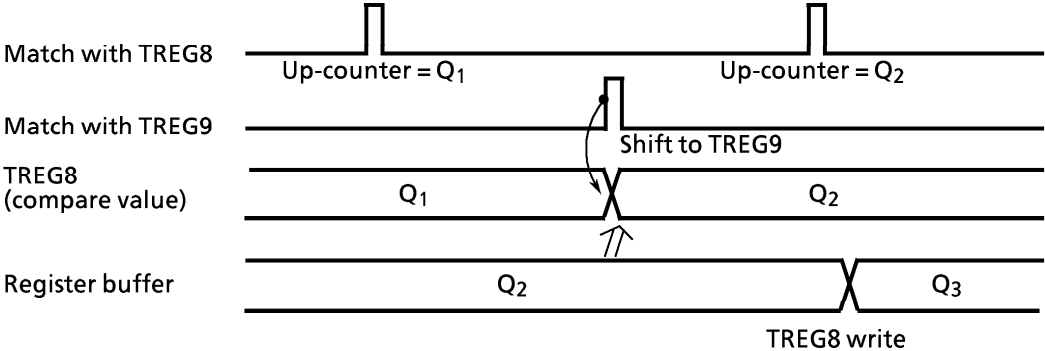 Match with TREG8
Up-counter = Q1
Up-counter = Q2
Match with TREG9
Shift to TREG9
TREG8
(compare value)
Q1
Q2
Register buffer
Q2
Q3
TREG8 write